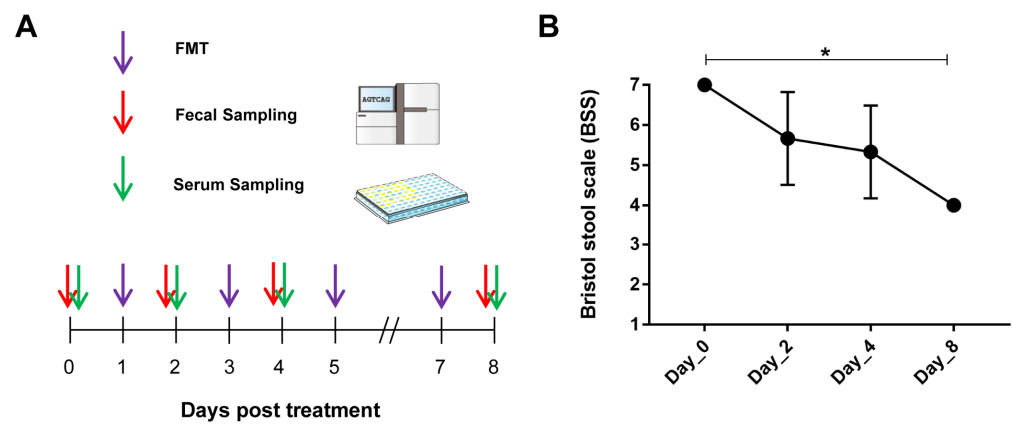 A
FMT
Fecal Sampling
AGTCAG
Serum Sampling
0 1 2 3 4 5 7 8
Days post treatment
B
*
Bristol stool scale (BSS)
7
6
5
4
3
2
1
Day_0 Day_2 Day_4 Day_8